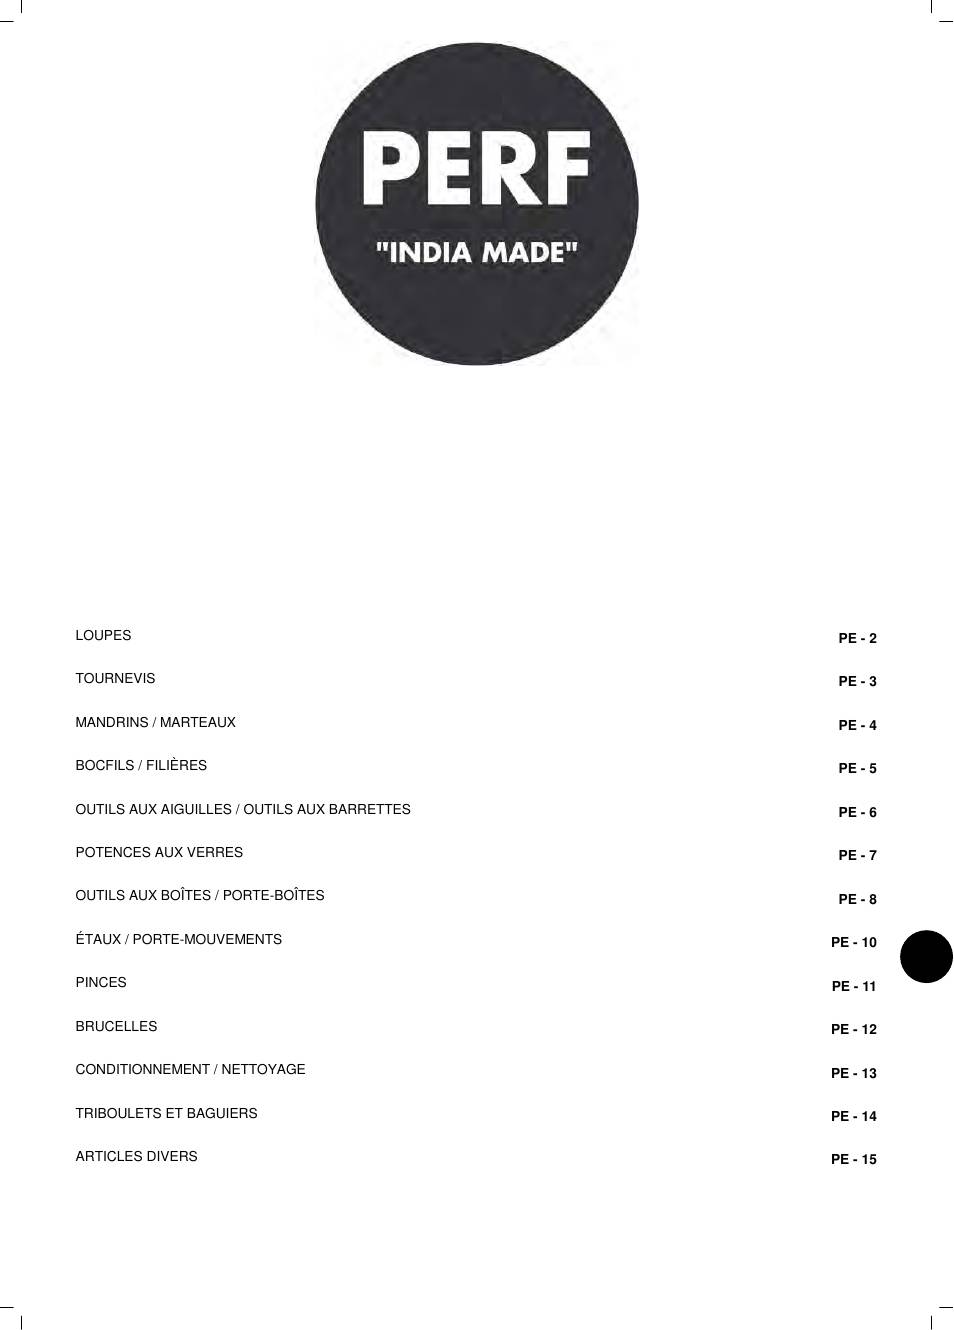 PERF
"INDIA MADE"
LOUPES PE - 2
TOURNEVIS PE - 3
MANDRINS / MARTEAUX PE - 4
BOCFILS / FILIÈRES PE - 5
OUTILS AUX AIGUILLES / OUTILS AUX BARRETTES PE - 6
POTENCES AUX VERRES PE - 7
OUTILS AUX BOÎTES / PORTE-BOÎTES PE - 8
ÉTAUX / PORTE-MOUVEMENTS PE - 10
PINCES PE - 11
BRUCELLES PE - 12
CONDITIONNEMENT / NETTOYAGE PE - 13
TRIBOULETS ET BAGUIERS PE - 14
ARTICLES DIVERS PE - 15